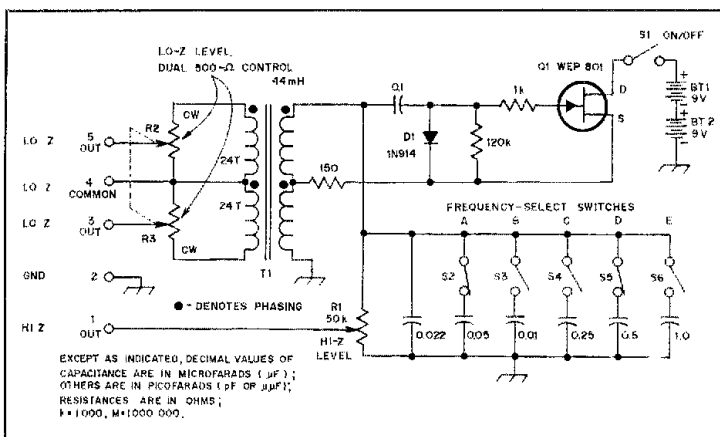 LO-Z LEVEL,
DUAL 500-Ω CONTROL
44mH
S1 ON/OFF
Q1 WEP 801
0.1
1k
D
S
BT1
9V
BT2
9V
CW
R2
LO Z
5
OUT
24T
D1
1N914
120k
150
LO Z
4
COMMON
24T
LO Z
3
OUT
R3
CW
T1
FREQUENCY-SELECT SWITCHES
A
B
C
D
E
S2
S3
S4
S5
S6
GND
2
● - DENOTES PHASING
HI Z
1
OUT
R1
50k
HI-Z
LEVEL
0.022
0.05
0.01
0.25
0.5
1.0
EXCEPT AS INDICATED, DECIMAL VALUES OF
CAPACITANCE ARE IN MICROFARADS (μF);
OTHERS ARE IN PICOFARADS (pF OR μμF);
RESISTANCES ARE IN OHMS;
k=1000, M=1000 000.